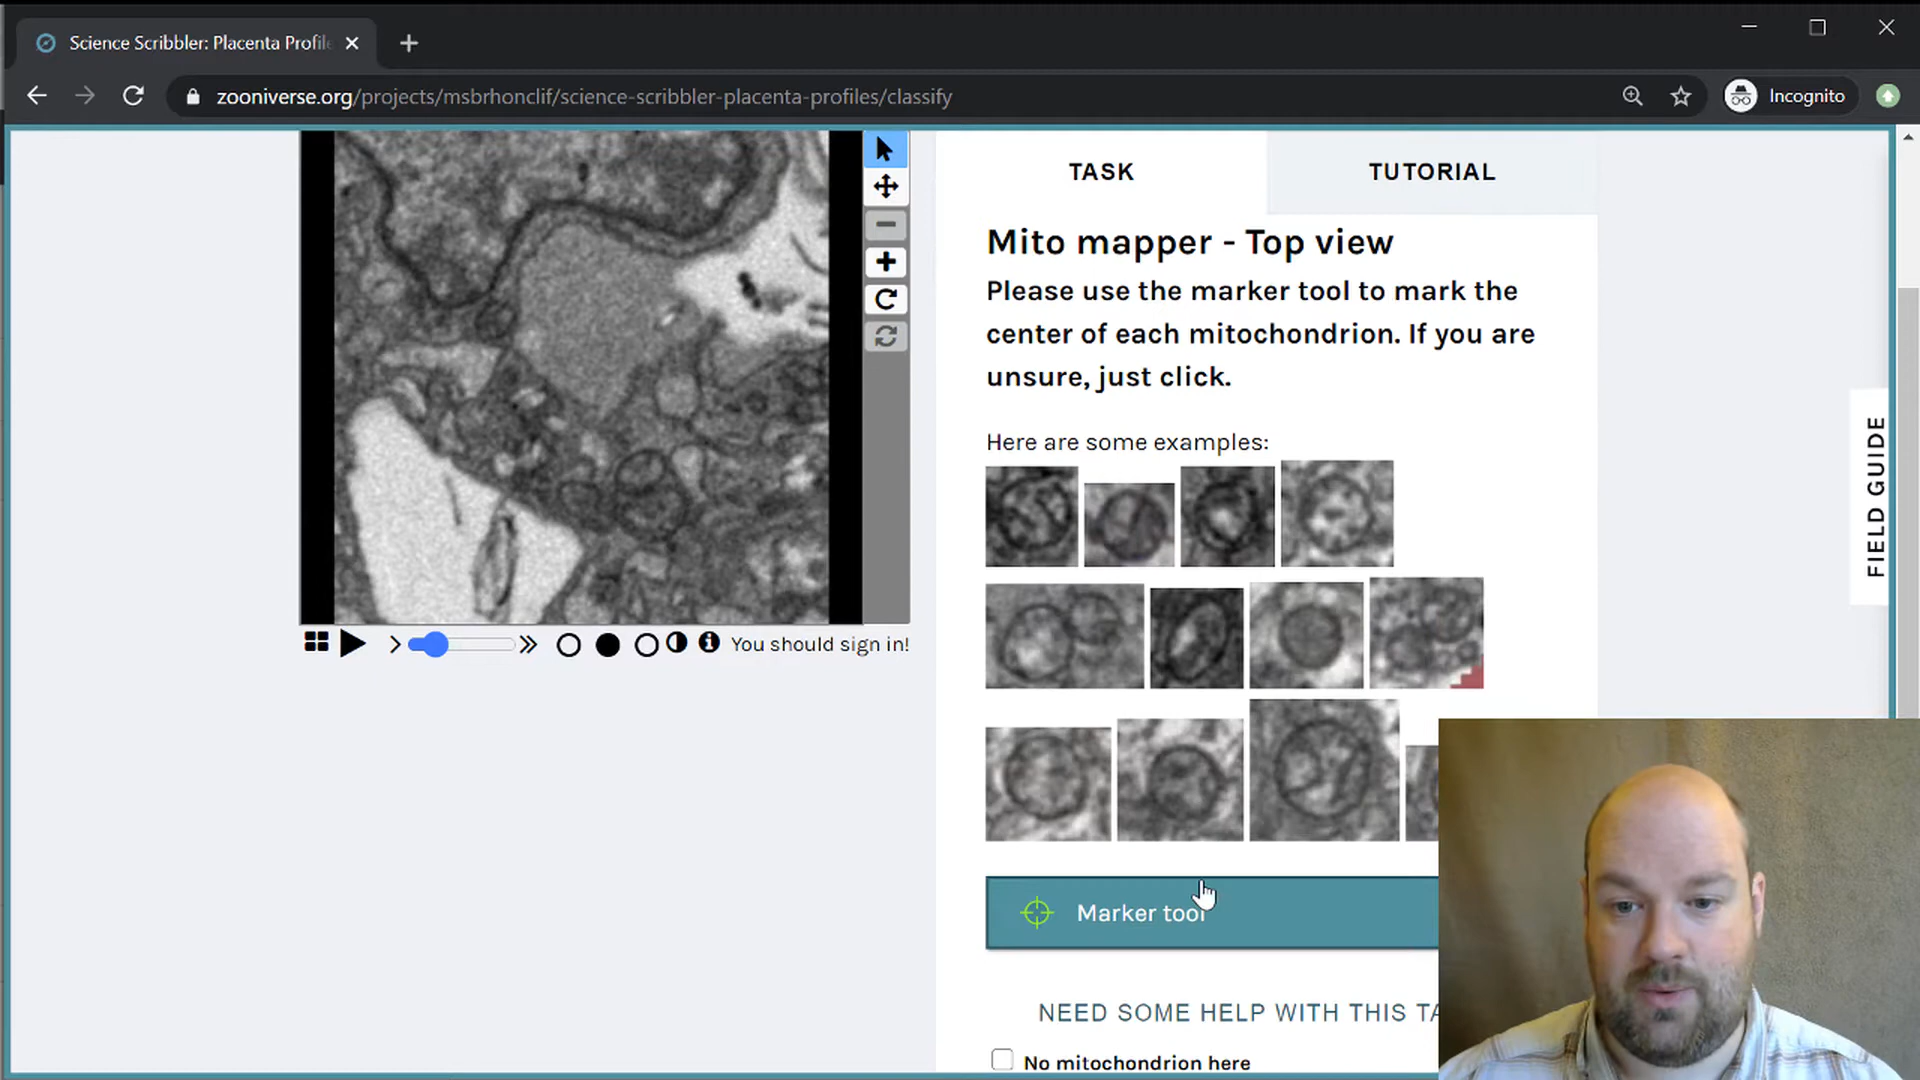 Science Scribbler: Placenta Profile
zooniverse.org/projects/msbrhonclif/science-scribbler-placenta-profiles/classify
Incognito
TASK
TUTORIAL
Mito mapper - Top view
Please use the marker tool to mark the
center of each mitochondrion. If you are
unsure, just click.
Here are some examples:
FIELD GUIDE
You should sign in!
Marker tool
NEED SOME HELP WITH THIS TA
No mitochondrion here